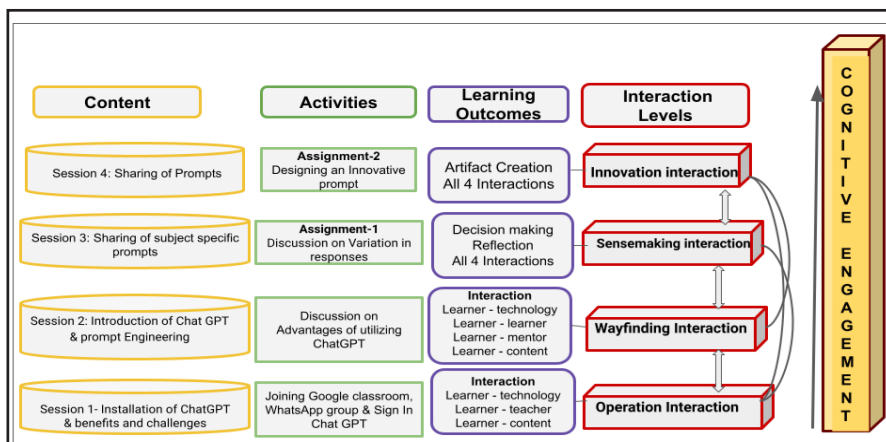 Content
Activities
Learning
Outcomes
Interaction
Levels
Session 4: Sharing of Prompts
Assignment-2
Designing an Innovative
prompt
Artifact Creation
All 4 Interactions
Innovation interaction
Session 3: Sharing of subject specific
prompts
Assignment-1
Discussion on Variation in
responses
Decision making
Reflection
All 4 Interactions
Sensemaking interaction
Session 2: Introduction of Chat GPT
& prompt Engineering
Discussion on
Advantages of utilizing
ChatGPT
Interaction
Learner - technology
Learner - learner
Learner - mentor
Learner - content
Wayfinding Interaction
Session 1- Installation of ChatGPT
& benefits and challenges
Joining Google classroom,
WhatsApp group & Sign In
Chat GPT
Interaction
Learner - technology
Learner - teacher
Learner - content
Operation Interaction
COGNITIVE ENGAGEMENT